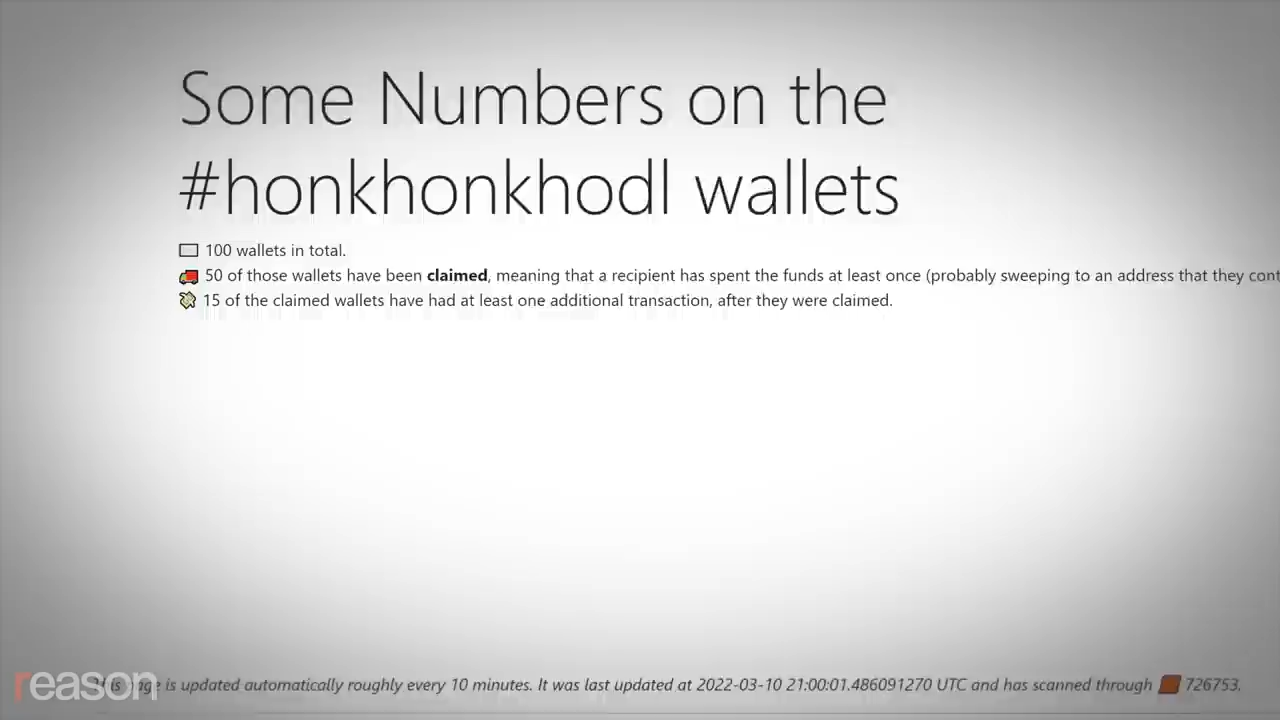 Some Numbers on the
#honkhonkhodl wallets
100 wallets in total.
50 of those wallets have been claimed, meaning that a recipient has spent the funds at least once (probably sweeping to an address that they cont
15 of the claimed wallets have had at least one additional transaction, after they were claimed.
reason
This page is updated automatically roughly every 10 minutes. It was last updated at 2022-03-10 21:00:01.486091270 UTC and has scanned through 726753.